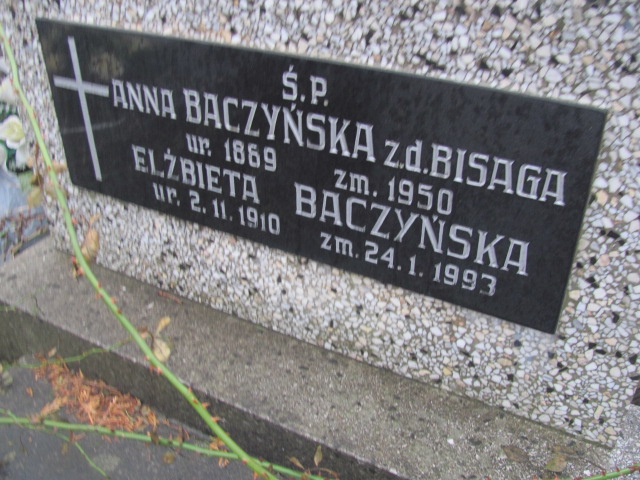 Ś.P.
ANNA BACZYŃSKA z.d. BISAGA
ur. 1869 zm. 1950
ELŻBIETA BACZYŃSKA
ur. 2.11.1910 zm. 24.1.1993